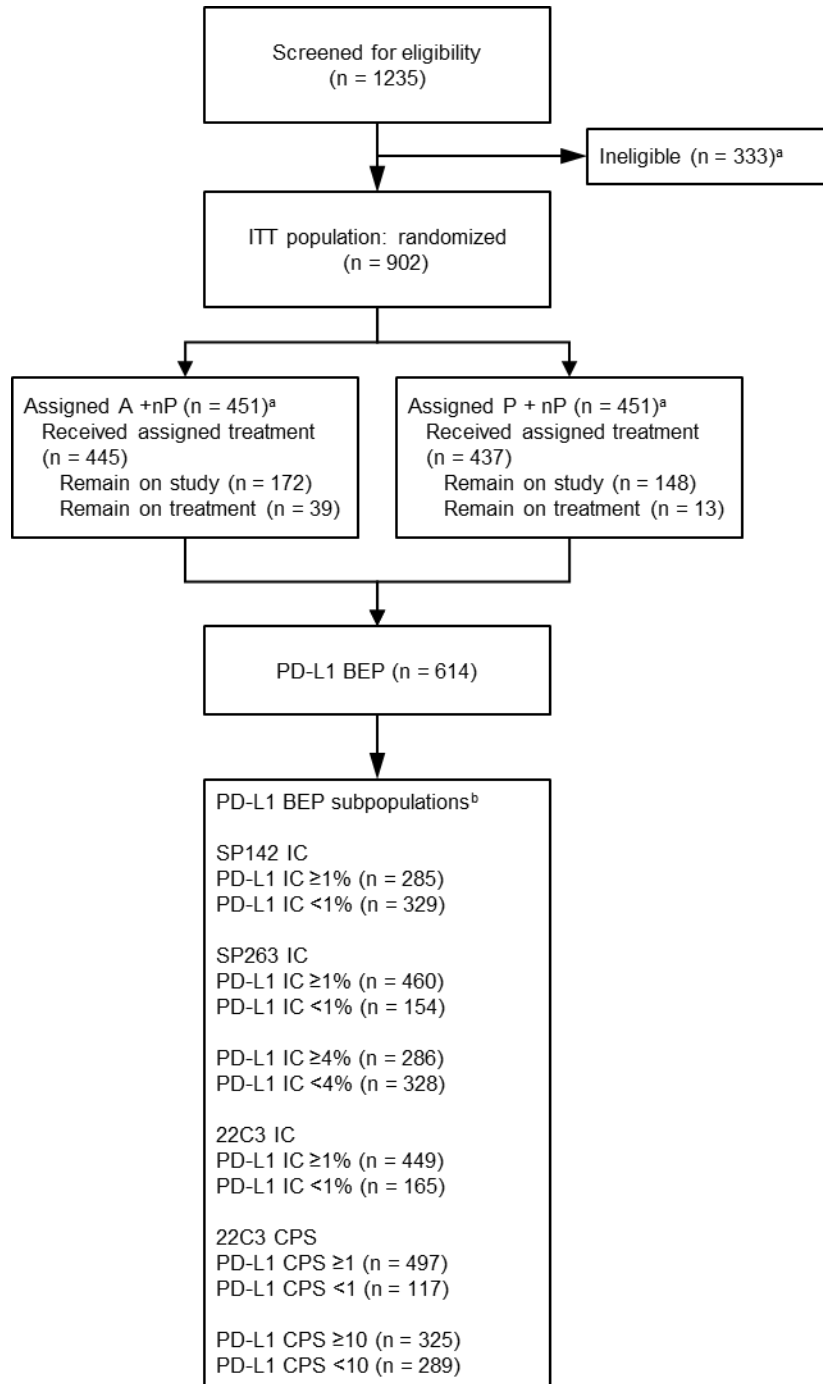 Screened for eligibility
(n = 1235)
Ineligible (n = 333)ᵃ
ITT population: randomized
(n = 902)
Assigned A +nP (n = 451)ᵃ
Received assigned treatment
(n = 445)
Remain on study (n = 172)
Remain on treatment (n = 39)
Assigned P + nP (n = 451)ᵃ
Received assigned treatment
(n = 437)
Remain on study (n = 148)
Remain on treatment (n = 13)
PD-L1 BEP (n = 614)
PD-L1 BEP subpopulationsᵇ
SP142 IC
PD-L1 IC ≥1% (n = 285)
PD-L1 IC <1% (n = 329)
SP263 IC
PD-L1 IC ≥1% (n = 460)
PD-L1 IC <1% (n = 154)
PD-L1 IC ≥4% (n = 286)
PD-L1 IC <4% (n = 328)
22C3 IC
PD-L1 IC ≥1% (n = 449)
PD-L1 IC <1% (n = 165)
22C3 CPS
PD-L1 CPS ≥1 (n = 497)
PD-L1 CPS <1 (n = 117)
PD-L1 CPS ≥10 (n = 325)
PD-L1 CPS <10 (n = 289)